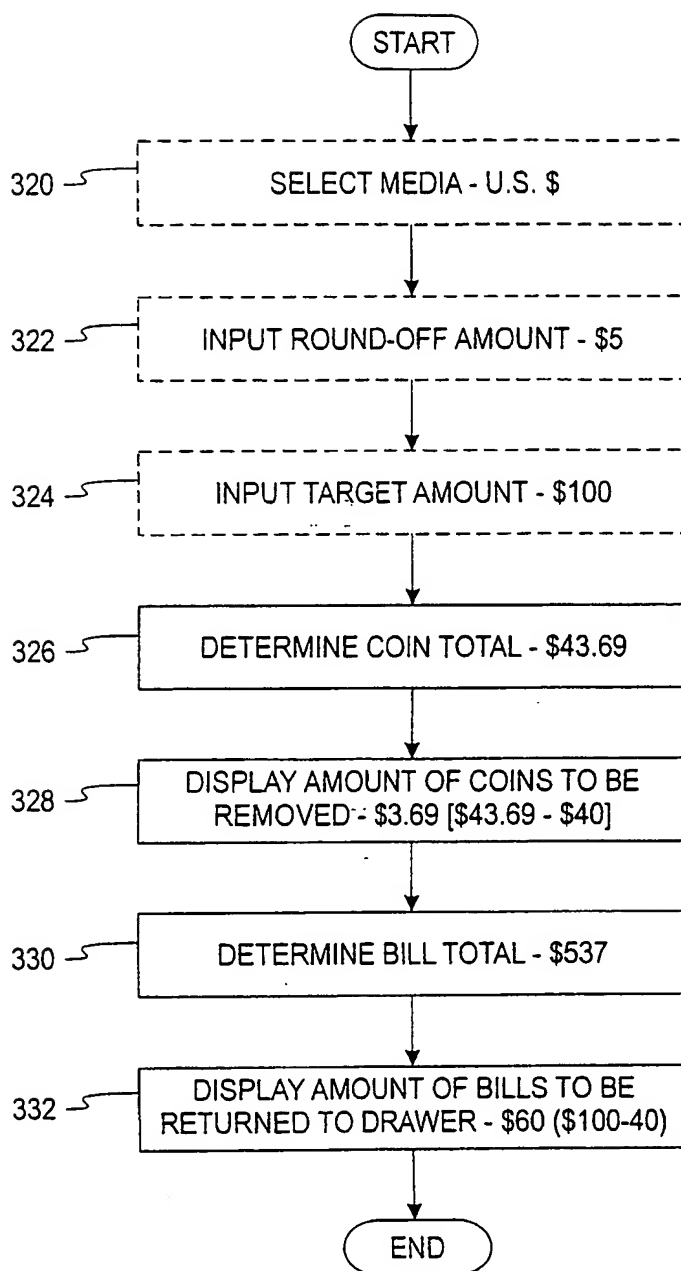 START
320
SELECT MEDIA - U.S. $
322
INPUT ROUND-OFF AMOUNT - $5
324
INPUT TARGET AMOUNT - $100
326
DETERMINE COIN TOTAL - $43.69
328
DISPLAY AMOUNT OF COINS TO BE
REMOVED - $3.69 [$43.69 - $40]
330
DETERMINE BILL TOTAL - $537
332
DISPLAY AMOUNT OF BILLS TO BE
RETURNED TO DRAWER - $60 ($100-40)
END